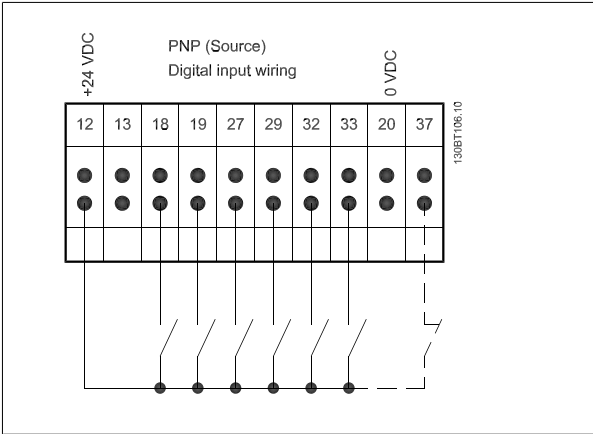 PNP (Source)
Digital input wiring
+24 VDC
0 VDC
12 13 18 19 27 29 32 33 20 37
130BT106.10